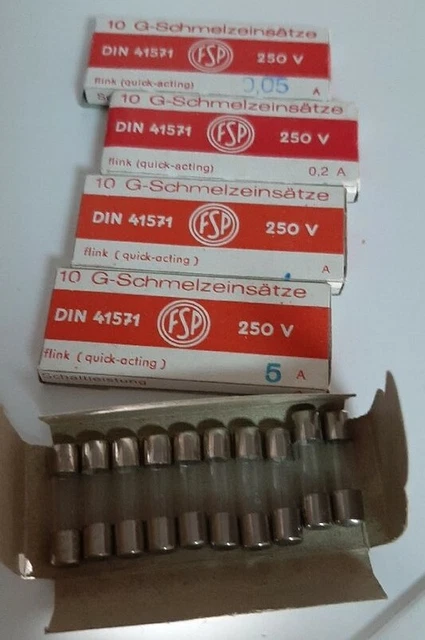 10 G-Schmelzeinsätze
DIN 41571 FSP 250 V
flink (quick-acting) 0,05 A
10 G-Schmelzeinsätze
DIN 41571 FSP 250 V
flink (quick-acting) 0,2 A
10 G-Schmelzeinsätze
DIN 41571 FSP 250 V
flink ( quick-acting ) A
10 G-Schmelzeinsätze
DIN 41571 FSP 250 V
flink ( quick-acting ) 5 A
Schaltleistung